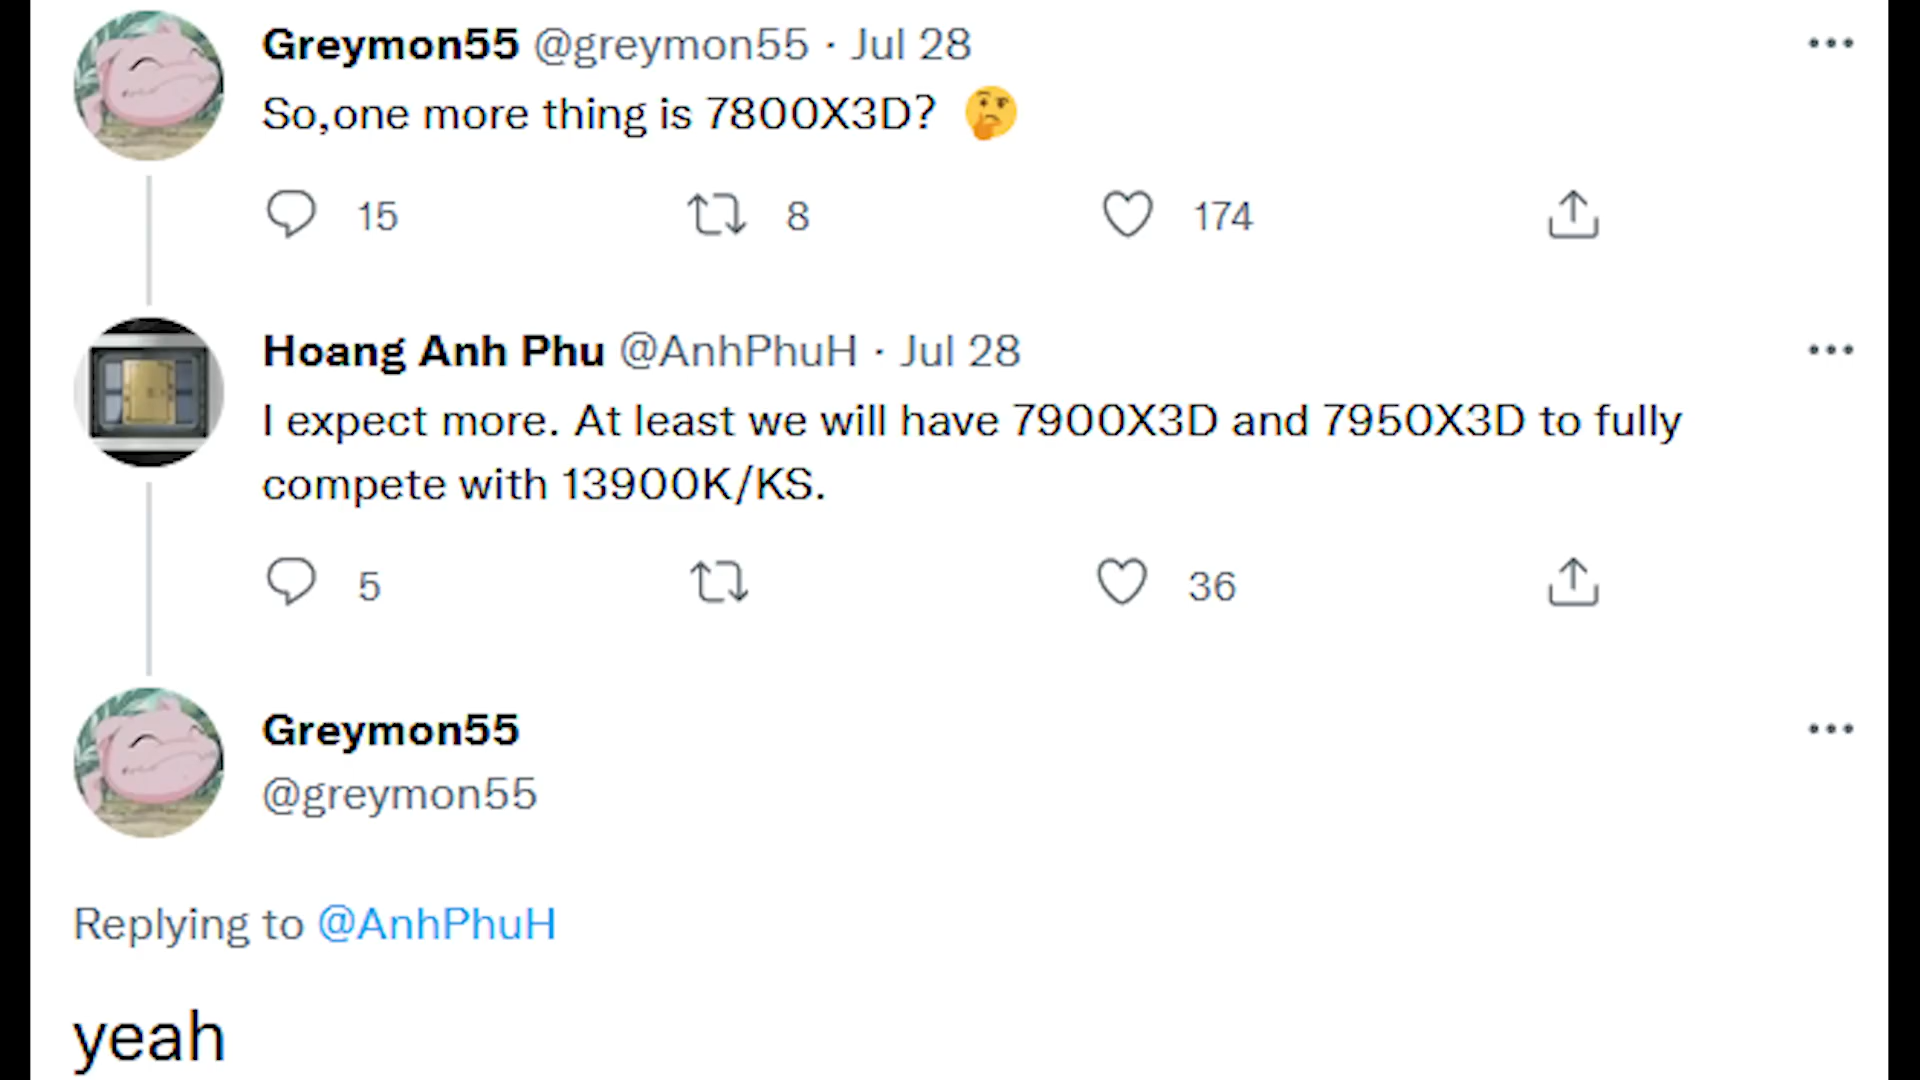 Greymon55 @greymon55 · Jul 28
So,one more thing is 7800X3D? 🤔
15 8 174
Hoang Anh Phu @AnhPhuH · Jul 28
I expect more. At least we will have 7900X3D and 7950X3D to fully
compete with 13900K/KS.
5 36
Greymon55
@greymon55
Replying to @AnhPhuH
yeah